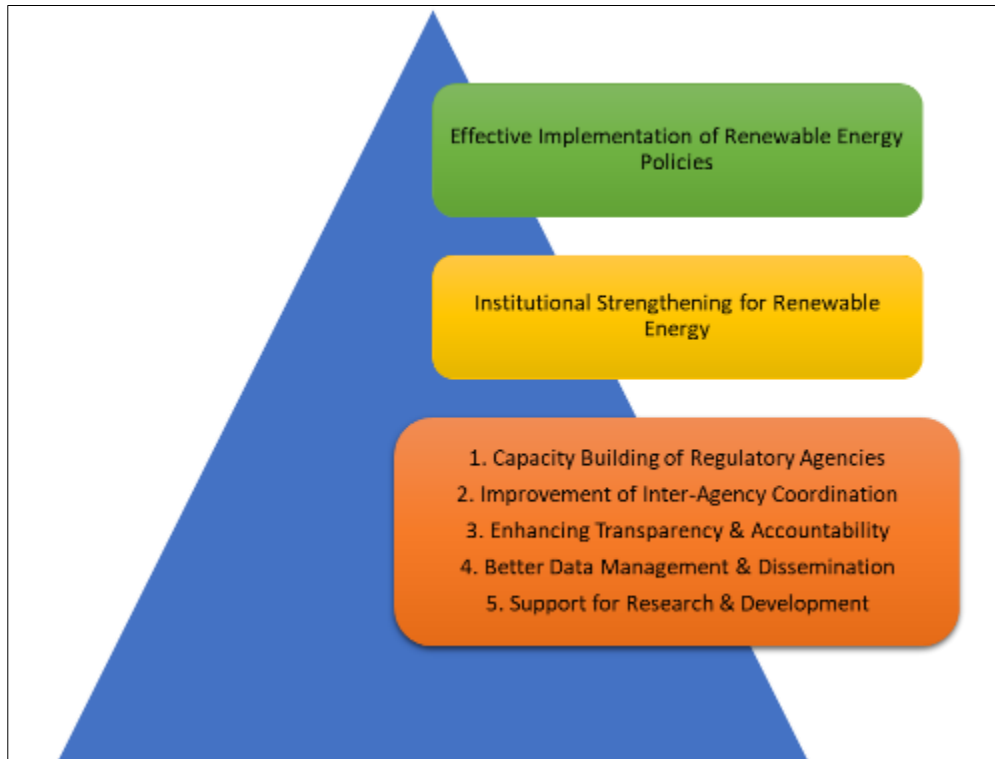 Effective Implementation of Renewable Energy
Policies
Institutional Strengthening for Renewable
Energy
1. Capacity Building of Regulatory Agencies
2. Improvement of Inter-Agency Coordination
3. Enhancing Transparency & Accountability
4. Better Data Management & Dissemination
5. Support for Research & Development